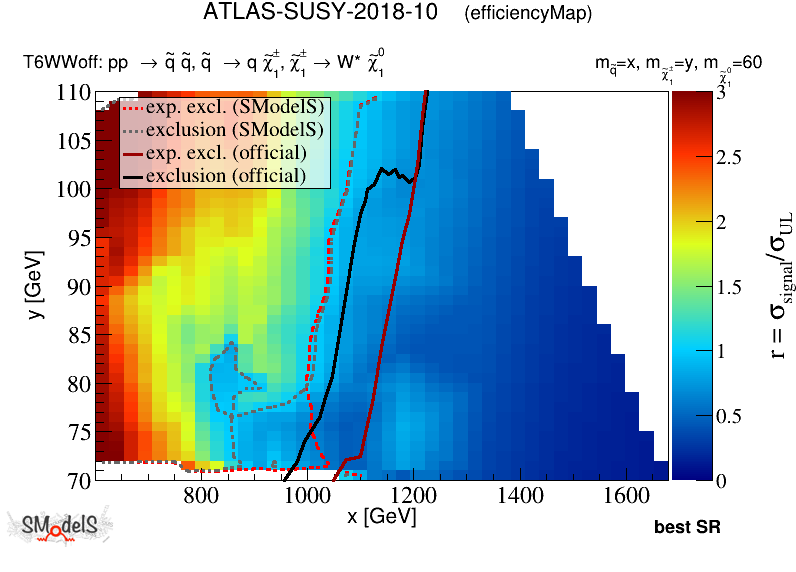 ATLAS-SUSY-2018-10 (efficiencyMap)
T6WWoff: pp → q̃ q̃, q̃ → q χ̃₁±, χ̃₁± → W* χ̃₁⁰
m_q̃=x, m_χ̃₁±=y, m_χ̃₁⁰=60
exp. excl. (SModelS)
exclusion (SModelS)
exp. excl. (official)
exclusion (official)
110
105
100
95
90
85
80
75
70
y [GeV]
800 1000 1200 1400 1600
x [GeV]
3
2.5
2
1.5
1
0.5
0
r = σ_signal/σ_UL
SModelS
best SR